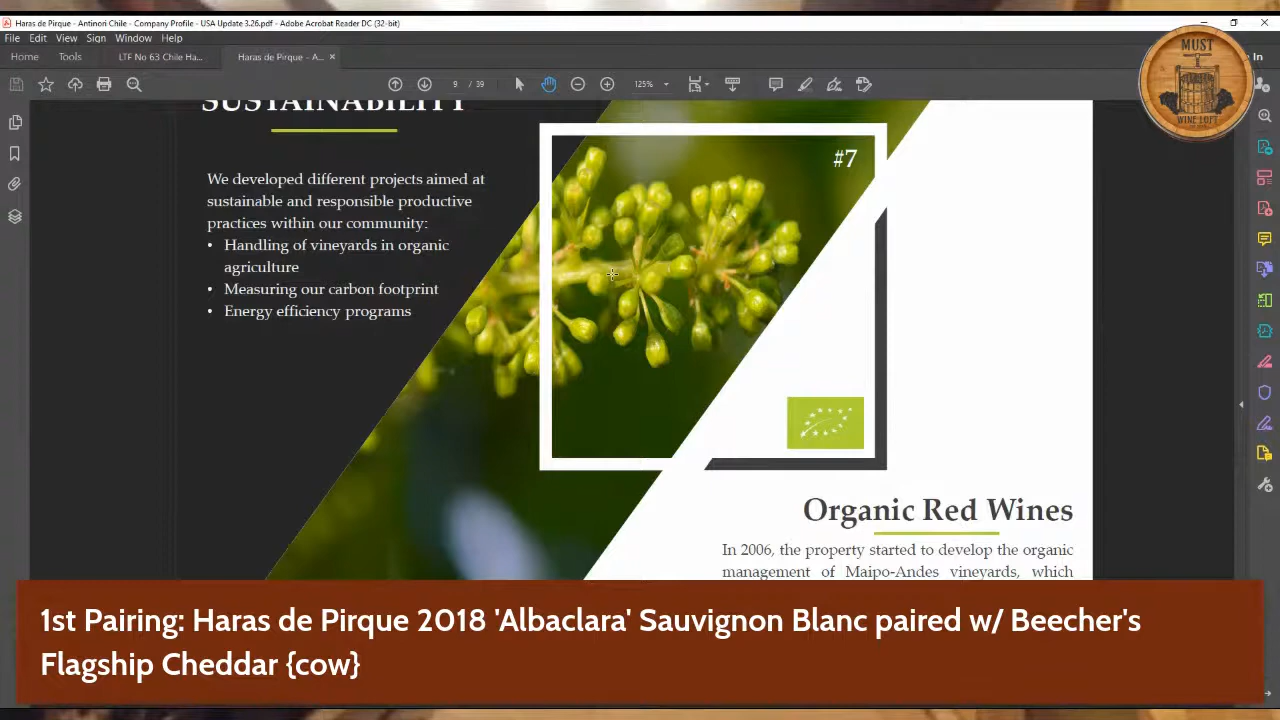 Haras de Pirque - Antinori Chile - Company Profile - USA Update 3.26.pdf - Adobe Acrobat Reader DC (32-bit)
File Edit View Sign Window Help
Home Tools LTF No 63 Chile Ha... Haras de Pirque - A... ×
9 / 39 125%
In
MUST
WINE LOFT
SUSTAINABILITY
We developed different projects aimed at
sustainable and responsible productive
practices within our community:
• Handling of vineyards in organic
agriculture
• Measuring our carbon footprint
• Energy efficiency programs
#7
Organic Red Wines
In 2006, the property started to develop the organic
management of Maipo-Andes vineyards, which
1st Pairing: Haras de Pirque 2018 'Albaclara' Sauvignon Blanc paired w/ Beecher's
Flagship Cheddar {cow}